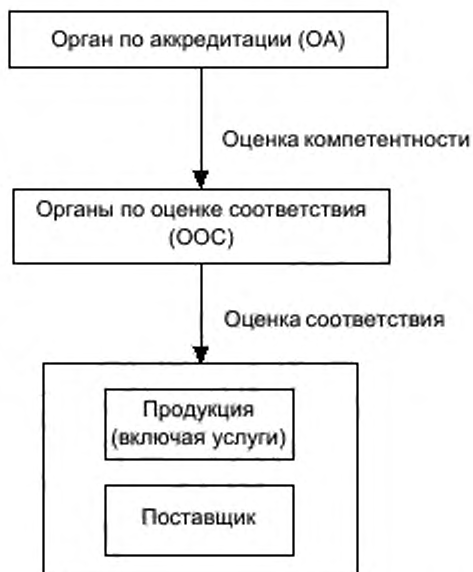 Орган по аккредитации (ОА)
Оценка компетентности
Органы по оценке соответствия
(ООС)
Оценка соответствия
Продукция
(включая услуги)
Поставщик